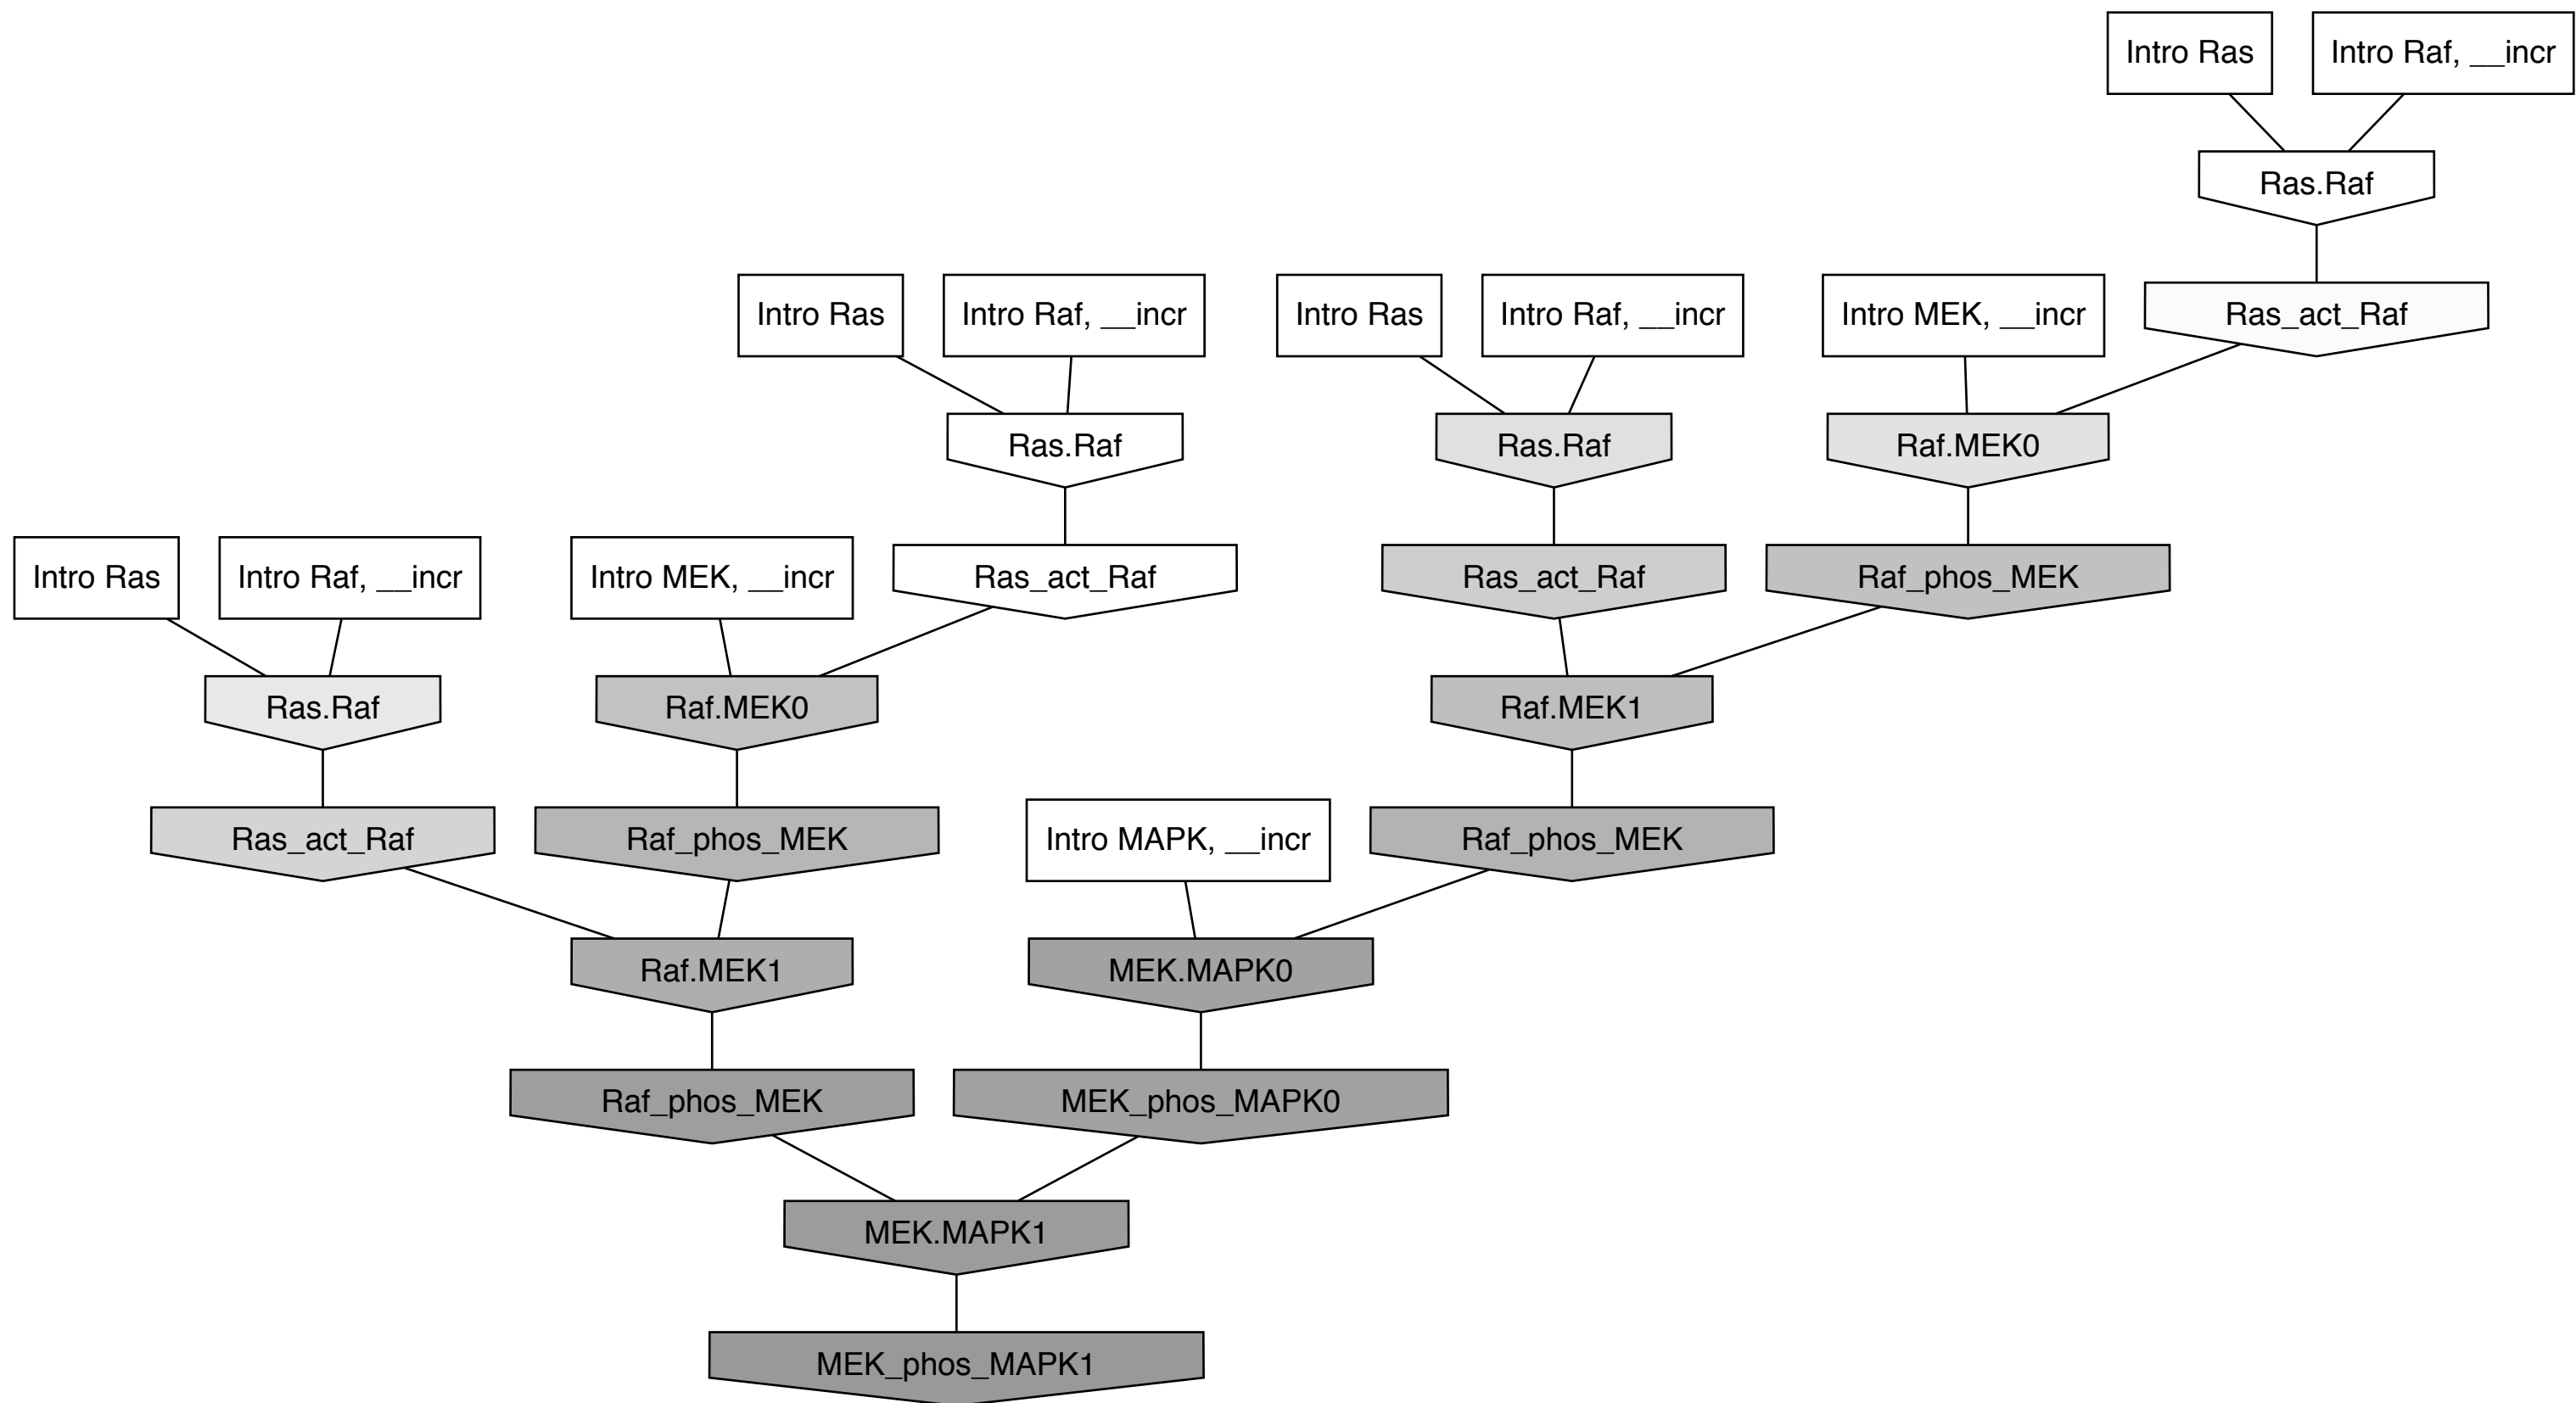 Intro Ras
Intro Raf, __incr
Ras.Raf
Intro Ras
Intro Raf, __incr
Intro Ras
Intro Raf, __incr
Intro MEK, __incr
Ras_act_Raf
Ras.Raf
Ras.Raf
Raf.MEK0
Intro Ras
Intro Raf, __incr
Intro MEK, __incr
Ras_act_Raf
Ras_act_Raf
Raf_phos_MEK
Ras.Raf
Raf.MEK0
Raf.MEK1
Ras_act_Raf
Raf_phos_MEK
Intro MAPK, __incr
Raf_phos_MEK
Raf.MEK1
MEK.MAPK0
Raf_phos_MEK
MEK_phos_MAPK0
MEK.MAPK1
MEK_phos_MAPK1